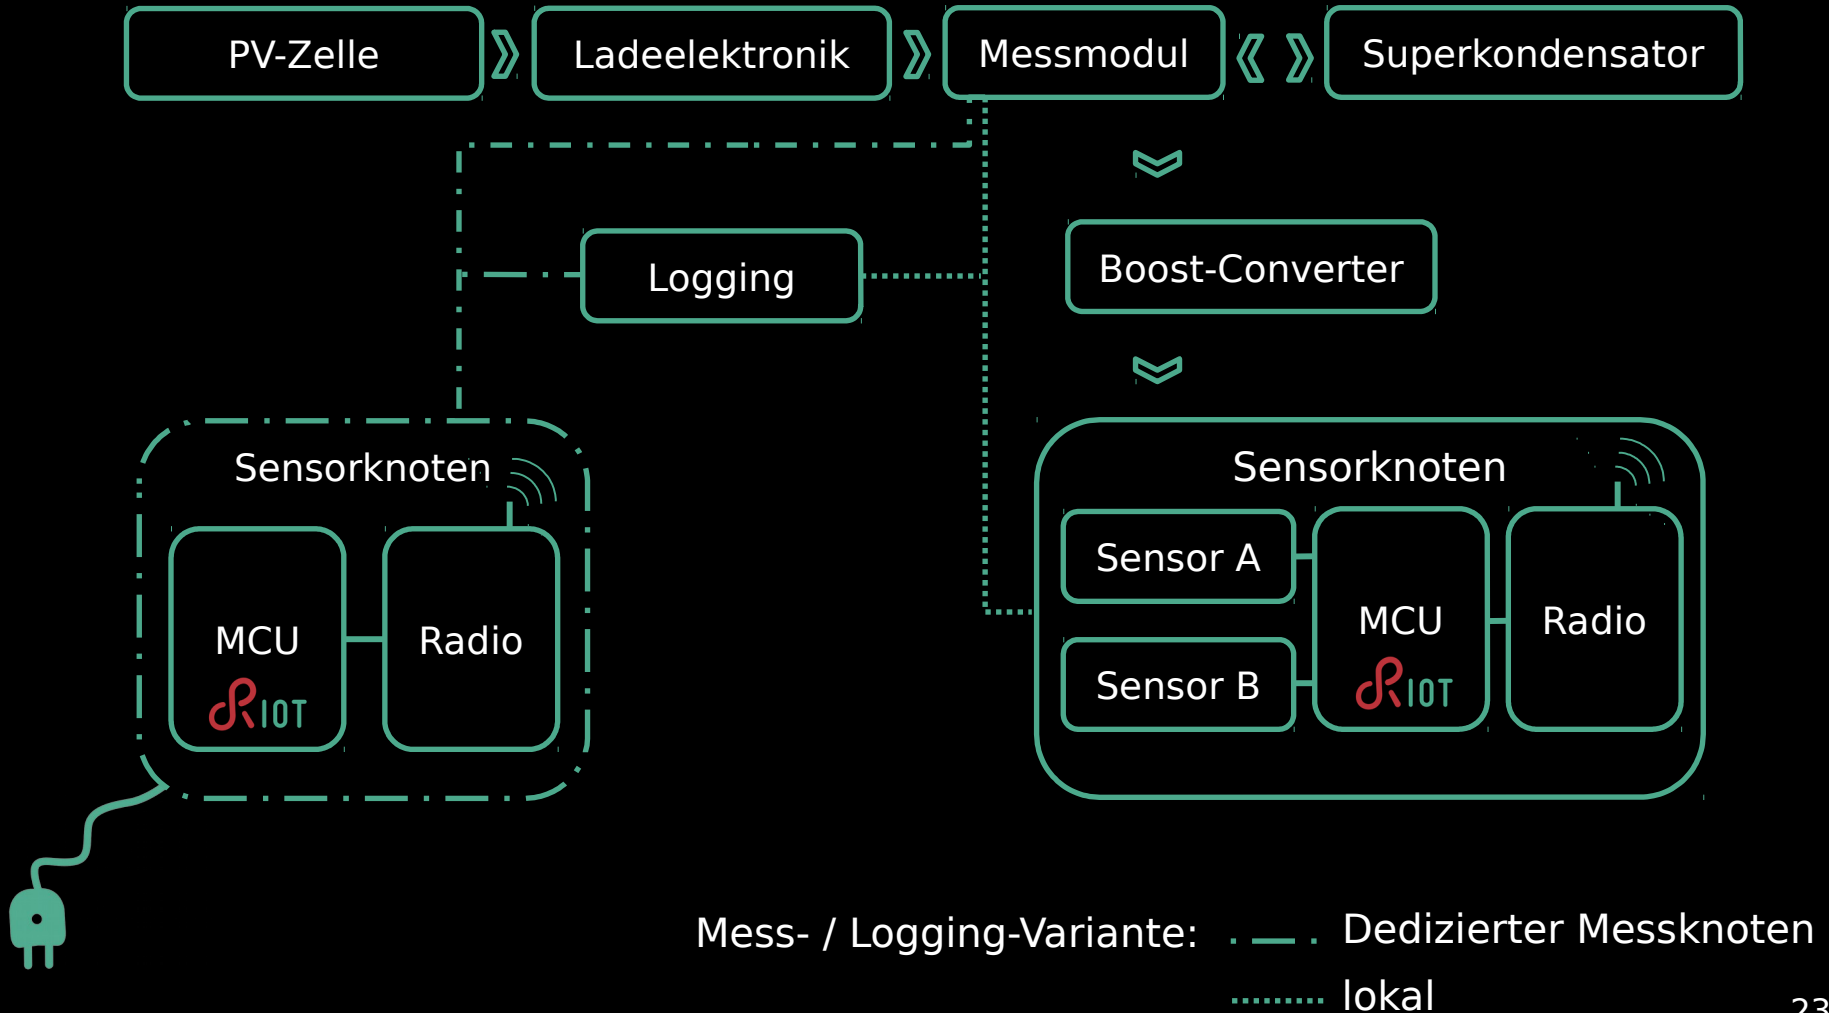 PV-Zelle
Ladeelektronik
Messmodul
Superkondensator
Logging
Boost-Converter
Sensorknoten
MCU
RIOT
Radio
Sensorknoten
Sensor A
Sensor B
MCU
RIOT
Radio
Mess- / Logging-Variante:
Dedizierter Messknoten
lokal
23